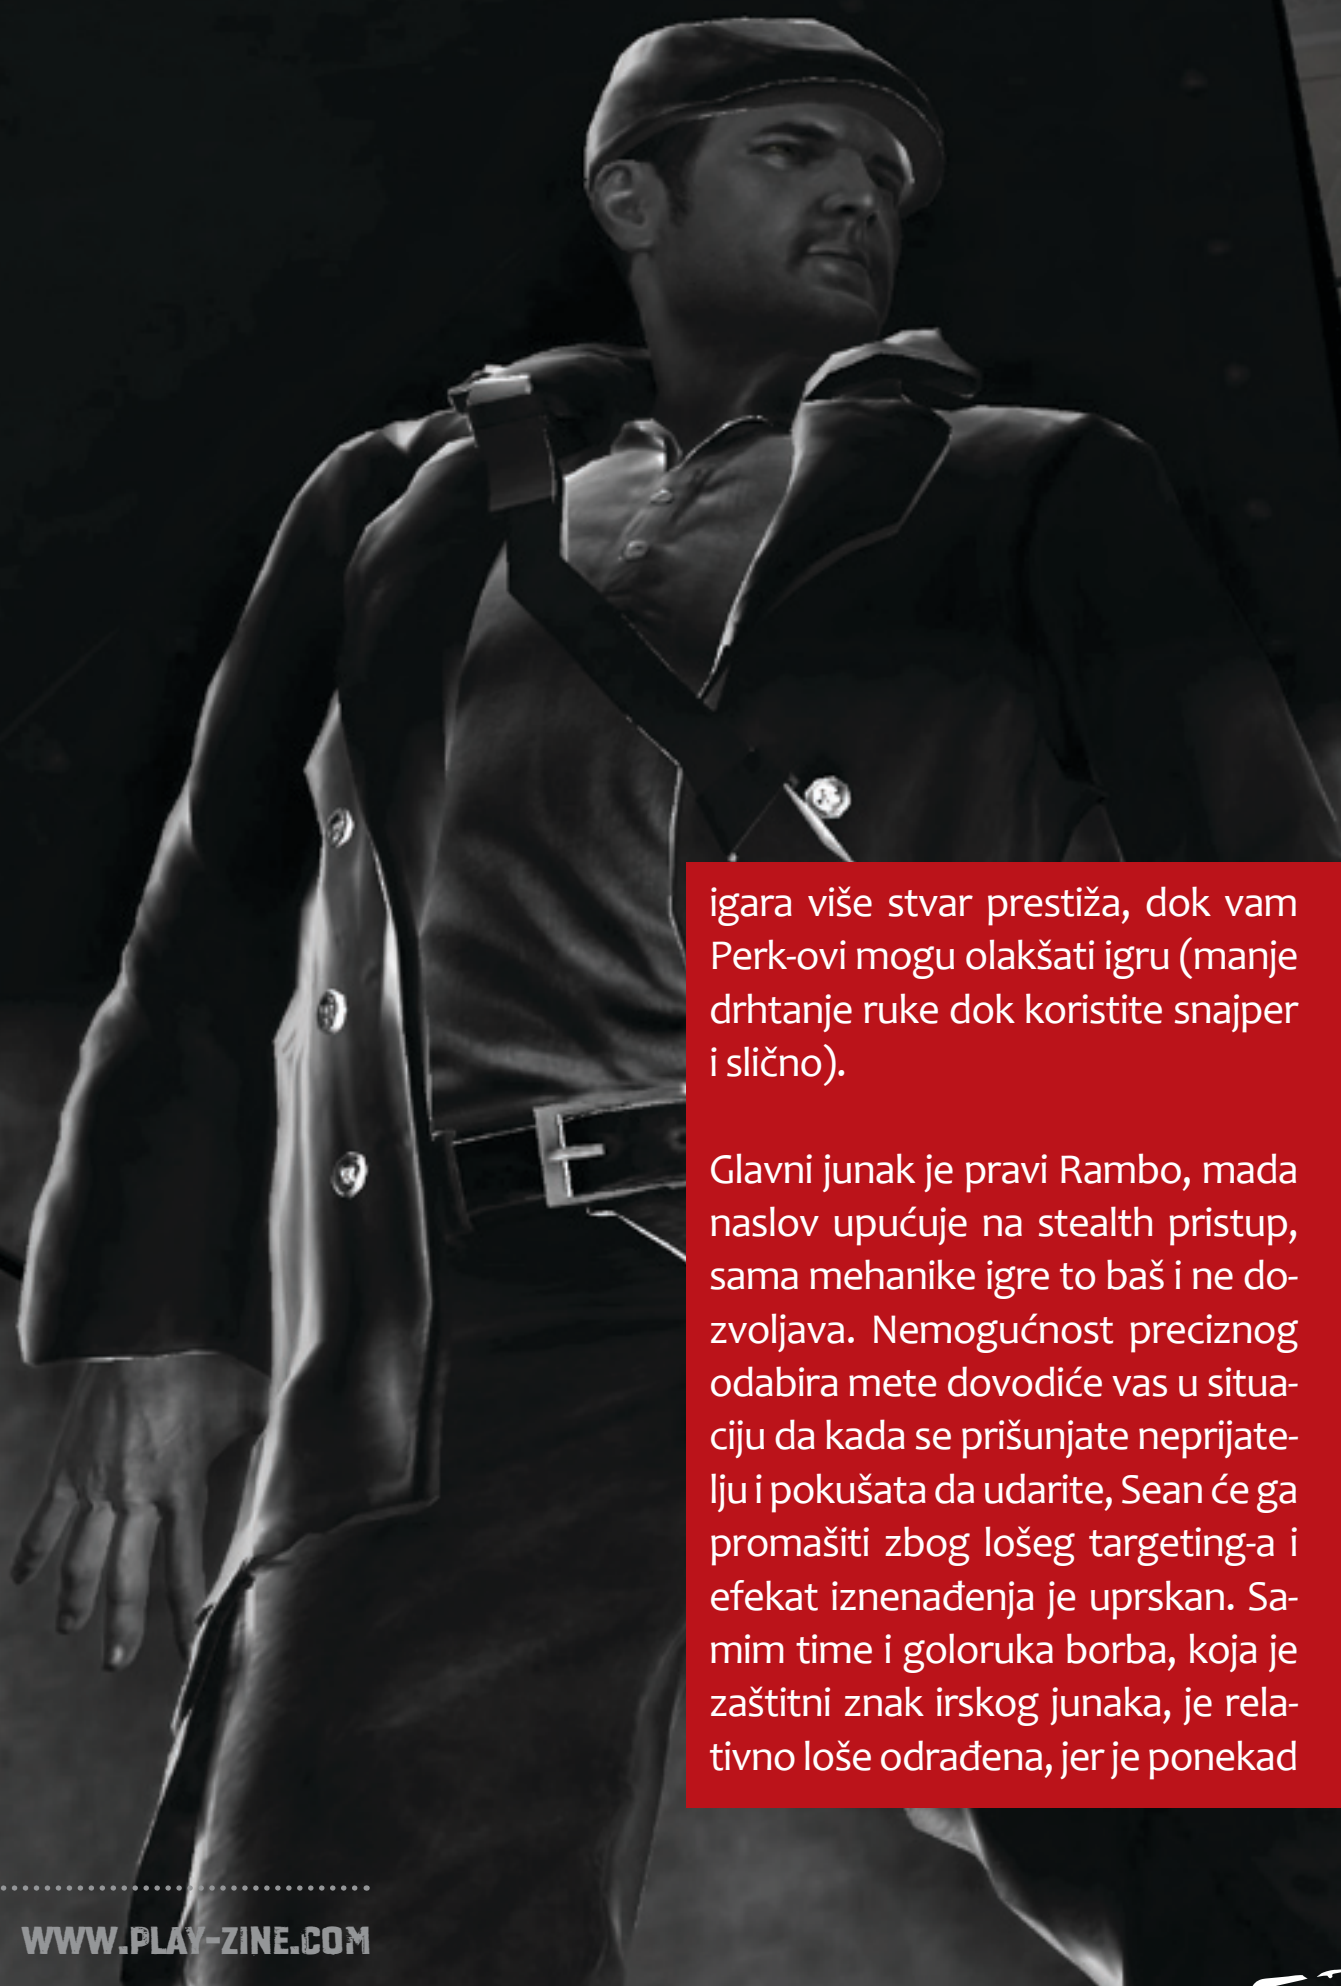 igara više stvar prestiža, dok vam
Perk-ovi mogu olakšati igru (manje
drhtanje ruke dok koristite snajper
i slično).
Glavni junak je pravi Rambo, mada
naslov upućuje na stealth pristup,
sama mehanike igre to baš i ne do-
zvoljava. Nemogućnost preciznog
odabira mete dovodiće vas u situa-
ciju da kada se prišunjate neprijate-
lju i pokušata da udarite, Sean će ga
promašiti zbog lošeg targeting-a i
efekat iznenađenja je uprskan. Sa-
mim time i goloruka borba, koja je
zaštitni znak irskog junaka, je rela-
tivno loše odrađena, jer je ponekad
WWW.PLAY-ZINE.COM